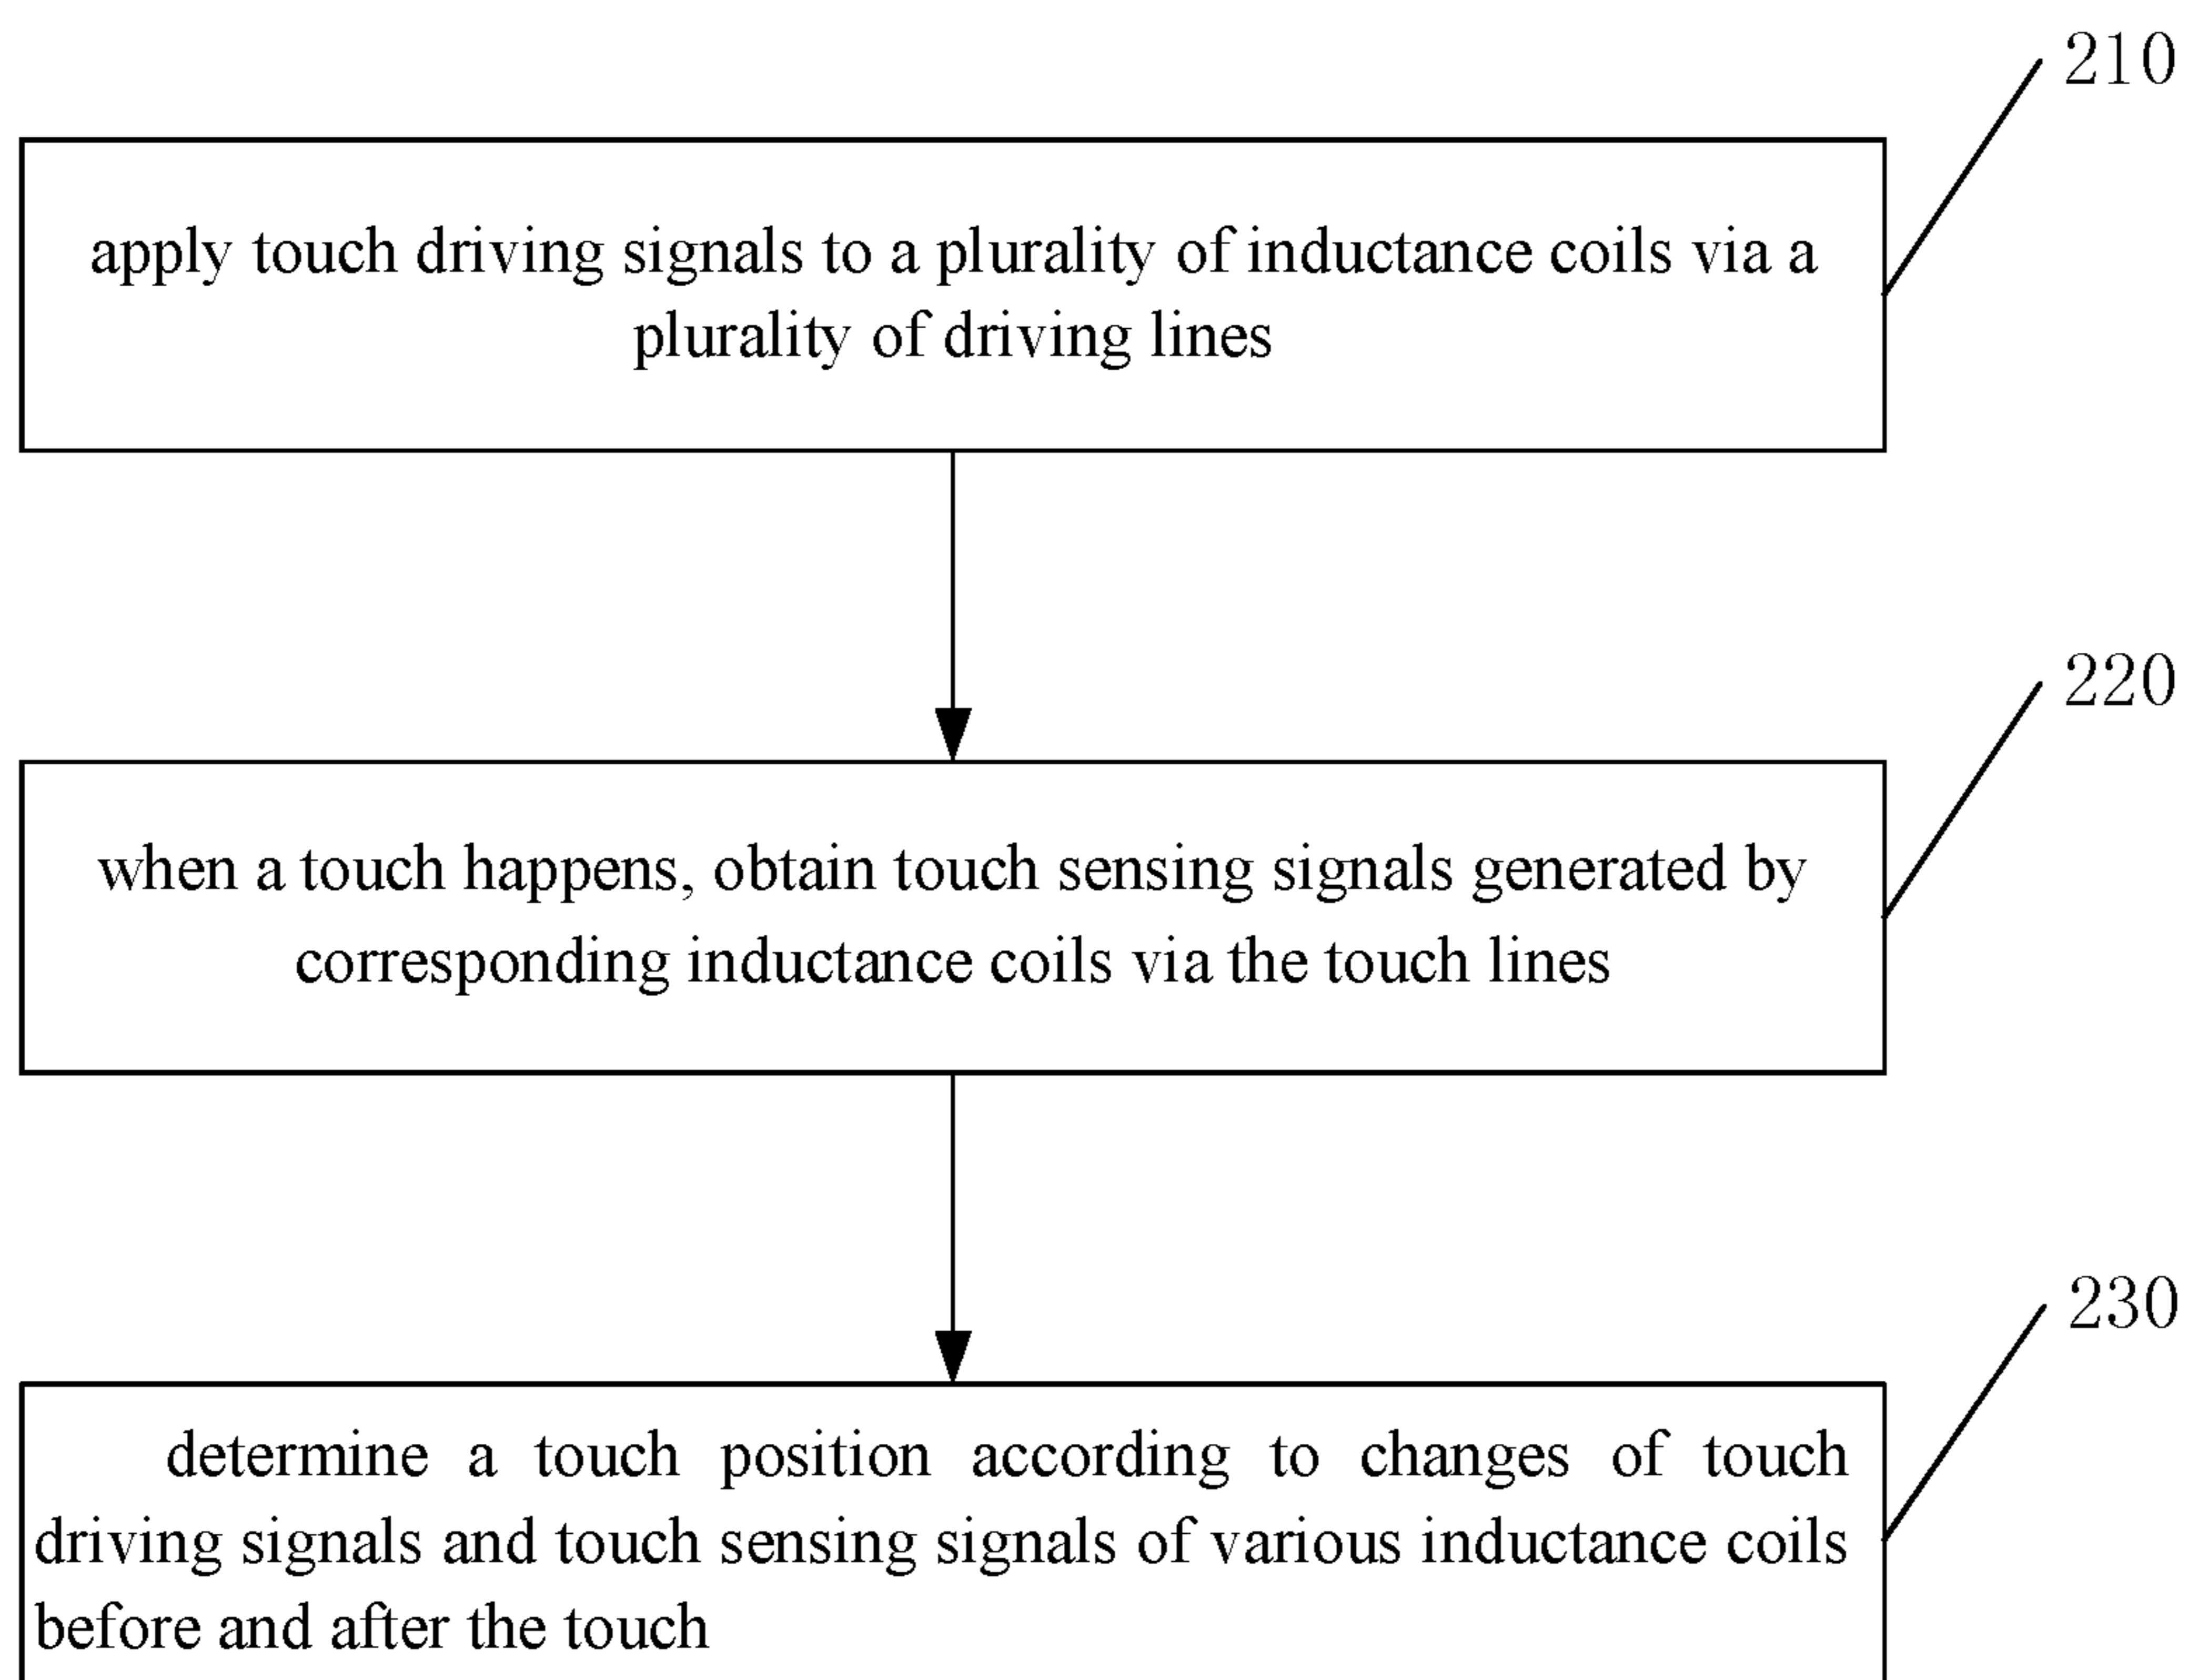 210
apply touch driving signals to a plurality of inductance coils via a
plurality of driving lines
220
when a touch happens, obtain touch sensing signals generated by
corresponding inductance coils via the touch lines
230
determine a touch position according to changes of touch
driving signals and touch sensing signals of various inductance coils
before and after the touch